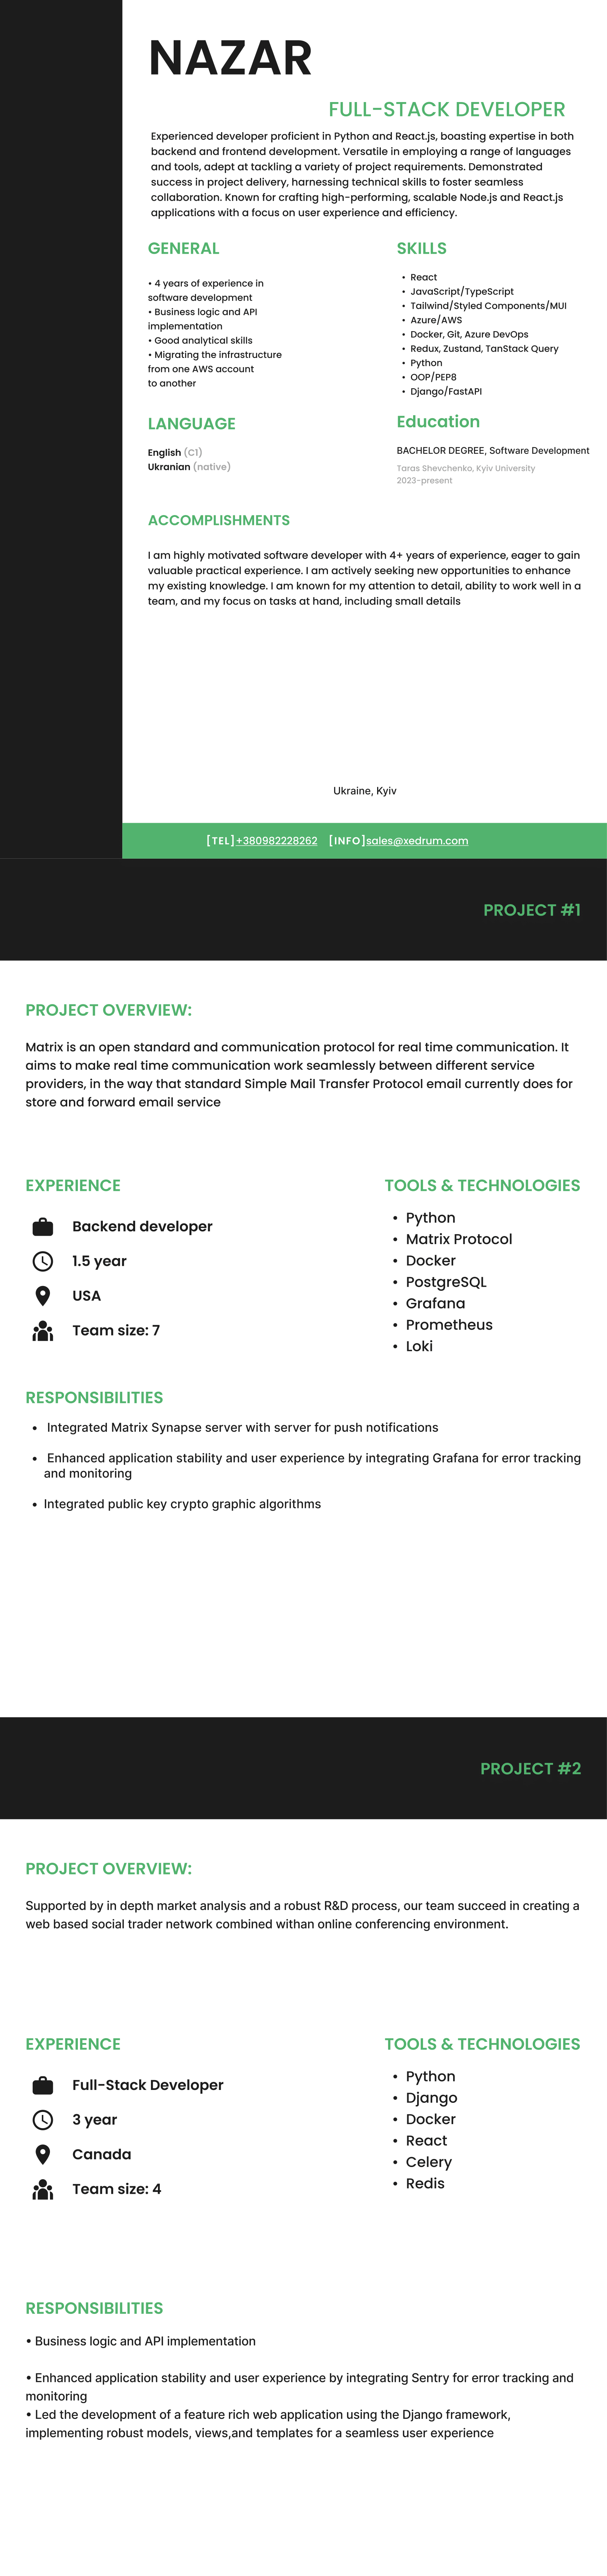 NAZAR
FULL-STACK DEVELOPER
Experienced developer proficient in Python and React.js, boasting expertise in both
backend and frontend development. Versatile in employing a range of languages
and tools, adept at tackling a variety of project requirements. Demonstrated
success in project delivery, harnessing technical skills to foster seamless
collaboration. Known for crafting high-performing, scalable Node.js and React.js
applications with a focus on user experience and efficiency.
GENERAL
• 4 years of experience in
software development
• Business logic and API
implementation
• Good analytical skills
• Migrating the infrastructure
from one AWS account
to another
SKILLS
• React
• JavaScript/TypeScript
• Tailwind/Styled Components/MUI
• Azure/AWS
• Docker, Git, Azure DevOps
• Redux, Zustand, TanStack Query
• Python
• OOP/PEP8
• Django/FastAPI
LANGUAGE
English (C1)
Ukranian (native)
Education
BACHELOR DEGREE, Software Development
Taras Shevchenko, Kyiv University
2023-present
ACCOMPLISHMENTS
I am highly motivated software developer with 4+ years of experience, eager to gain
valuable practical experience. I am actively seeking new opportunities to enhance
my existing knowledge. I am known for my attention to detail, ability to work well in a
team, and my focus on tasks at hand, including small details
Ukraine, Kyiv
[TEL]+380982228262 [INFO]sales@xedrum.com
PROJECT #1
PROJECT OVERVIEW:
Matrix is an open standard and communication protocol for real time communication. It
aims to make real time communication work seamlessly between different service
providers, in the way that standard Simple Mail Transfer Protocol email currently does for
store and forward email service
EXPERIENCE
Backend developer
1.5 year
USA
Team size: 7
TOOLS & TECHNOLOGIES
• Python
• Matrix Protocol
• Docker
• PostgreSQL
• Grafana
• Prometheus
• Loki
RESPONSIBILITIES
• Integrated Matrix Synapse server with server for push notifications
• Enhanced application stability and user experience by integrating Grafana for error tracking
and monitoring
• Integrated public key crypto graphic algorithms
PROJECT #2
PROJECT OVERVIEW:
Supported by in depth market analysis and a robust R&D process, our team succeed in creating a
web based social trader network combined withan online conferencing environment.
EXPERIENCE
Full-Stack Developer
3 year
Canada
Team size: 4
TOOLS & TECHNOLOGIES
• Python
• Django
• Docker
• React
• Celery
• Redis
RESPONSIBILITIES
• Business logic and API implementation
• Enhanced application stability and user experience by integrating Sentry for error tracking and
monitoring
• Led the development of a feature rich web application using the Django framework,
implementing robust models, views,and templates for a seamless user experience